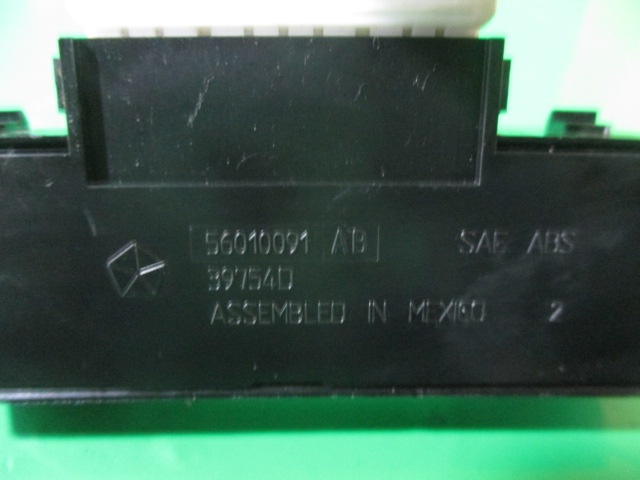 56010091 AB SAE ABS
39754D
ASSEMBLED IN MEXICO 2